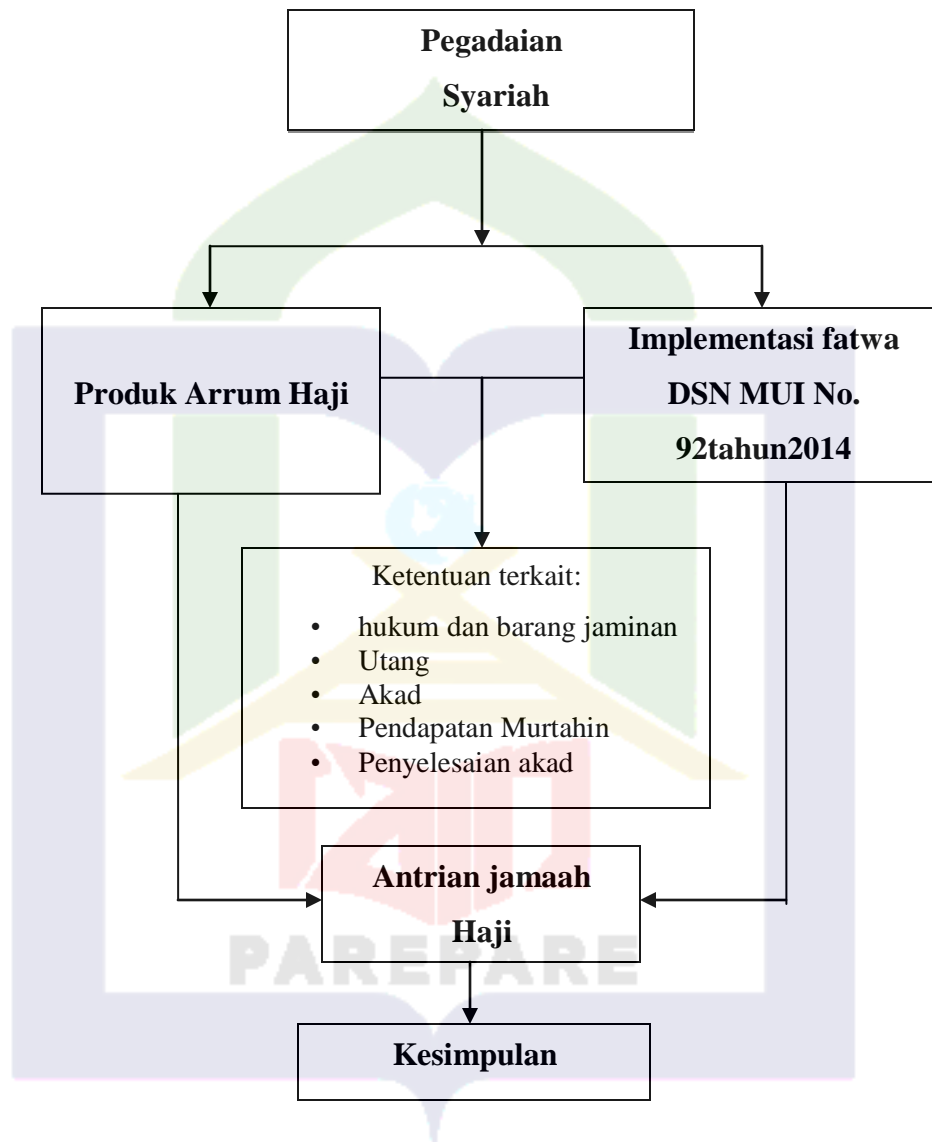 Pegadaian
Syariah
Produk Arrum Haji
Implementasi fatwa
DSN MUI No.
92tahun2014
Ketentuan terkait:
• hukum dan barang jaminan
• Utang
• Akad
• Pendapatan Murtahin
• Penyelesaian akad
Antrian jamaah
Haji
PAREPARE
Kesimpulan